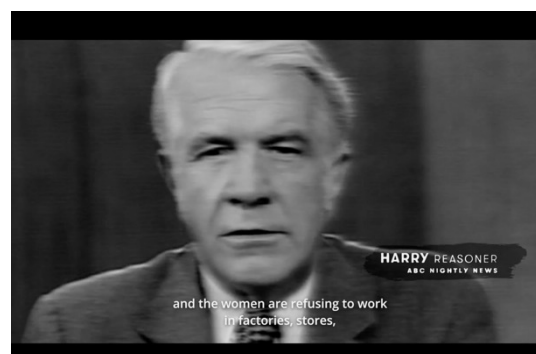 HARRY REASONER
ABC NIGHTLY NEWS
and the women are refusing to work
in factories, stores,